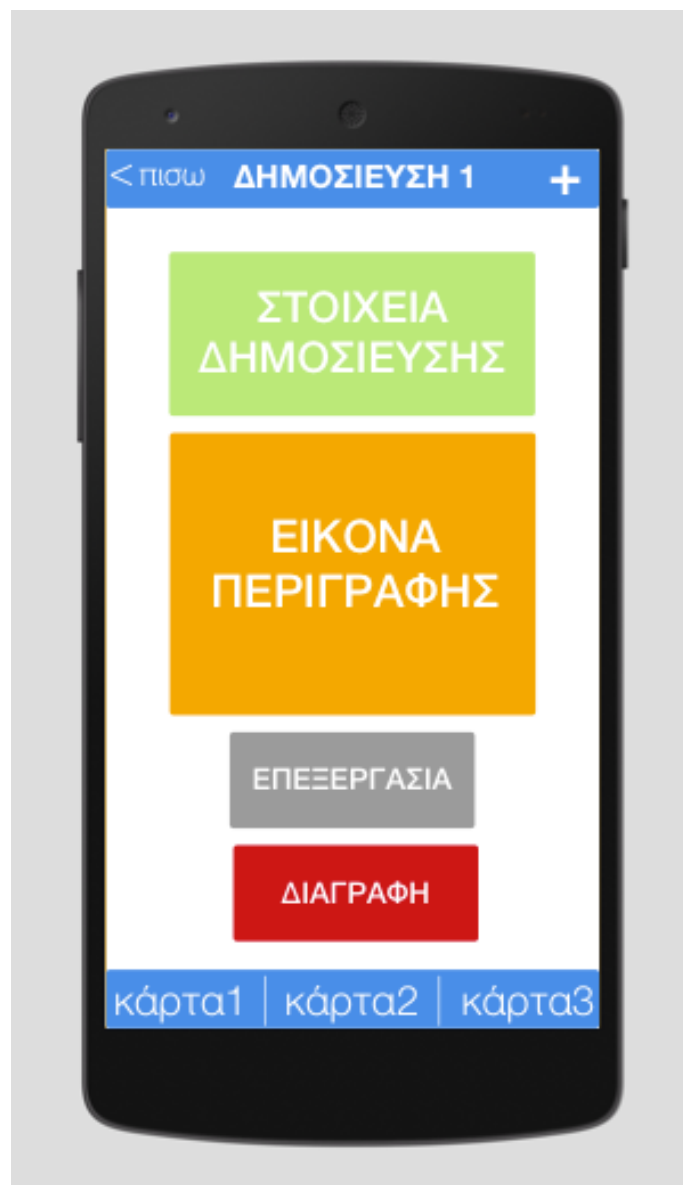 < πισω ΔΗΜΟΣΙΕΥΣΗ 1 +
ΣΤΟΙΧΕΙΑ
ΔΗΜΟΣΙΕΥΣΗΣ
ΕΙΚΟΝΑ
ΠΕΡΙΓΡΑΦΗΣ
ΕΠΕΞΕΡΓΑΣΙΑ
ΔΙΑΓΡΑΦΗ
κάρτα1 κάρτα2 κάρτα3